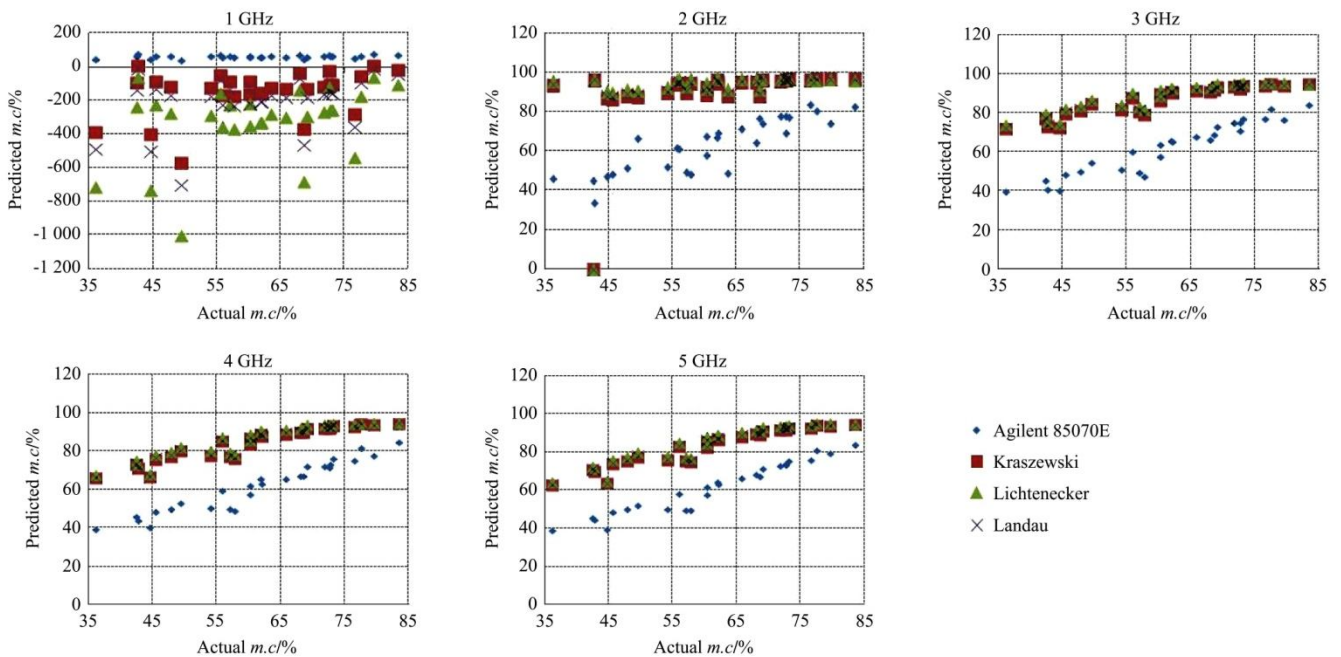 1 GHz
200
0
-200
-400
-600
-800
-1 000
-1 200
35 45 55 65 75 85
Predicted m.c/%
Actual m.c/%
2 GHz
120
100
80
60
40
20
0
35 45 55 65 75 85
Predicted m.c/%
Actual m.c/%
3 GHz
120
100
80
60
40
20
0
35 45 55 65 75 85
Predicted m.c/%
Actual m.c/%
4 GHz
120
100
80
60
40
20
0
35 45 55 65 75 85
Predicted m.c/%
Actual m.c/%
5 GHz
120
100
80
60
40
20
0
35 45 55 65 75 85
Predicted m.c/%
Actual m.c/%
Agilent 85070E
Kraszewski
Lichtenecker
Landau